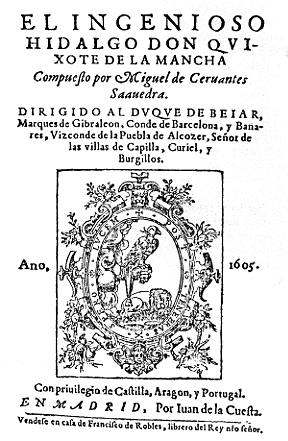 EL INGENIOSO
HIDALGO DON QVI-
XOTE DE LA MANCHA
Compuesto por Miguel de Ceruantes
Saauedra.
DIRIGIDO AL DVQVE DE BEIAR,
Marques de Gibraleon, Conde de Barcelona, y Bana-
res, Vizconde de la Puebla de Alcozer, Señor de
las villas de Capilla, Curiel, y
Burgillos.
Ano, 1605.
Con priuilegio de Castilla, Aragon, y Portugal.
EN MADRID, Por Iuan de la Cuesta.
Vendese en casa de Francisco de Robles, librero del Rey nro señor.